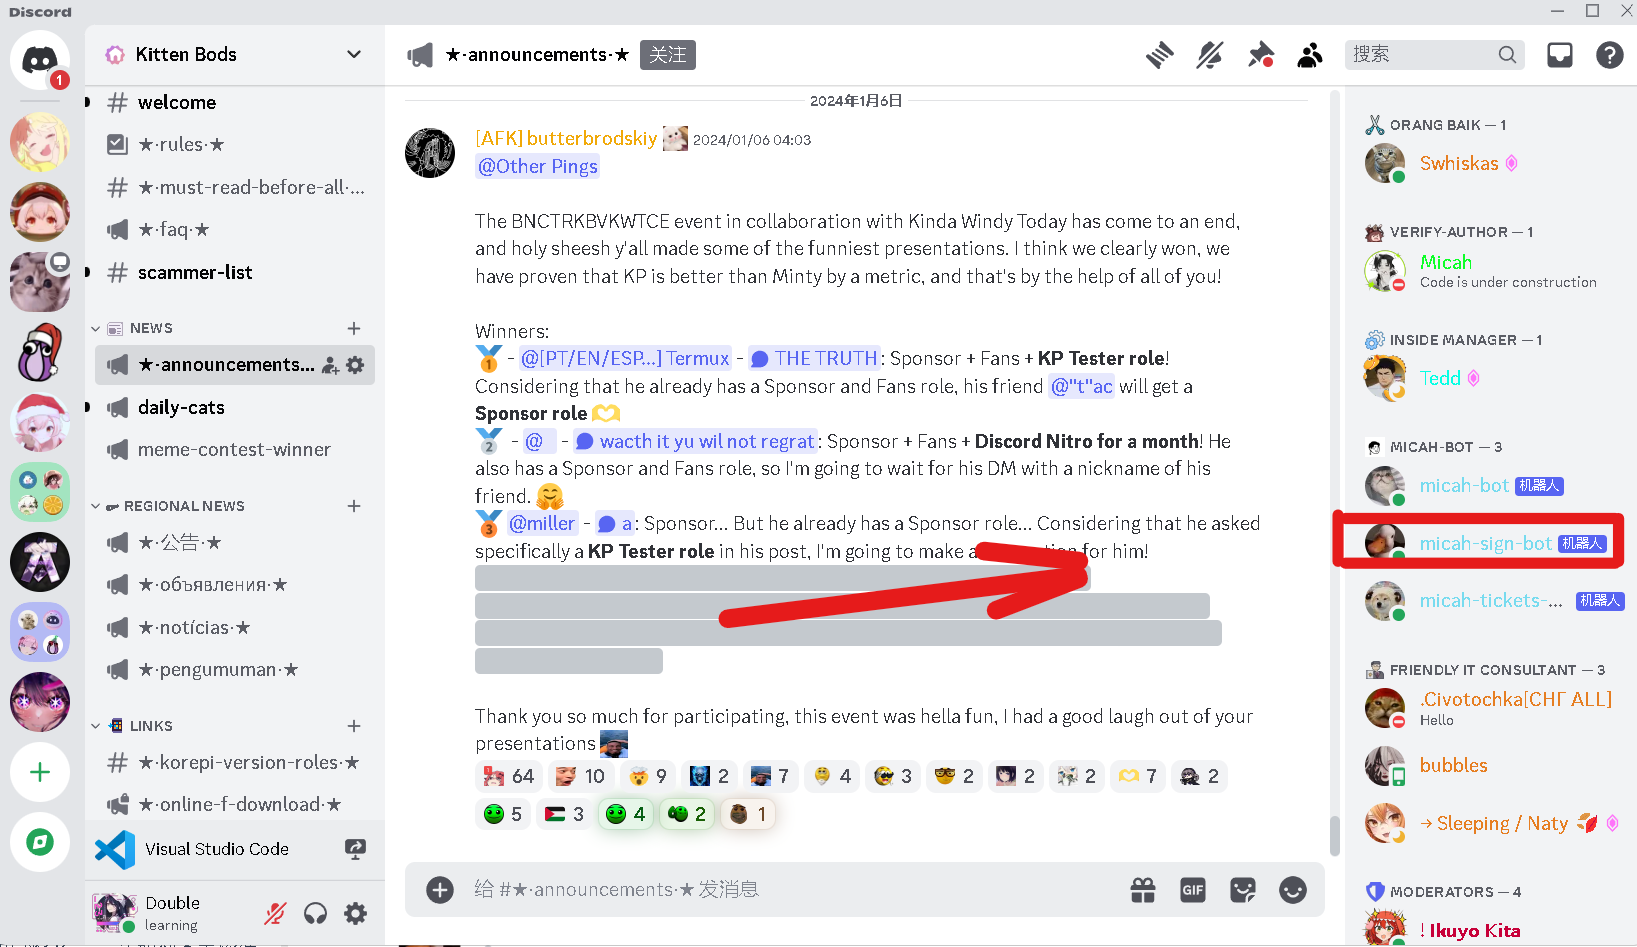 Discord
1
Kitten Bods
welcome
★·rules·★
★·must-read-before-all·...
★·faq·★
scammer-list
NEWS
★·announcements...
daily-cats
meme-contest-winner
REGIONAL NEWS
★·公告·★
★·объявления·★
★·notícias·★
★·pengumuman·★
LINKS
★·korepi-version-roles·★
★·online-f-download·★
Visual Studio Code
Double
learning
★·announcements·★ 关注
搜索
2024年1月6日
[AFK] butterbrodskiy 2024/01/06 04:03
@Other Pings
The BNCTRKBVKWTCE event in collaboration with Kinda Windy Today has come to an end,
and holy sheesh y'all made some of the funniest presentations. I think we clearly won, we
have proven that KP is better than Minty by a metric, and that's by the help of all of you!
Winners:
🥇 - @[PT/EN/ESP...] Termux - THE TRUTH: Sponsor + Fans + KP Tester role!
Considering that he already has a Sponsor and Fans role, his friend @"t"ac will get a
Sponsor role 🫶
🥈 - @ - wacth it yu wil not regrat: Sponsor + Fans + Discord Nitro for a month! He
also has a Sponsor and Fans role, so I'm going to wait for his DM with a nickname of his
friend. 🤗
🥉 @miller - a: Sponsor... But he already has a Sponsor role... Considering that he asked
specifically a KP Tester role in his post, I'm going to make for him!
Thank you so much for participating, this event was hella fun, I had a good laugh out of your
presentations
64 10 9 2 7 4 3 2 2 2 7 2
5 3 4 2 1
给 #★·announcements·★ 发消息
GIF
ORANG BAIK — 1
Swhiskas
VERIFY-AUTHOR — 1
Micah
Code is under construction
INSIDE MANAGER — 1
Tedd
MICAH-BOT — 3
micah-bot 机器人
micah-sign-bot 机器人
micah-tickets-... 机器人
FRIENDLY IT CONSULTANT — 3
.Civotochka[СНГ ALL]
Hello
bubbles
→ Sleeping / Naty
MODERATORS — 4
! Ikuyo Kita